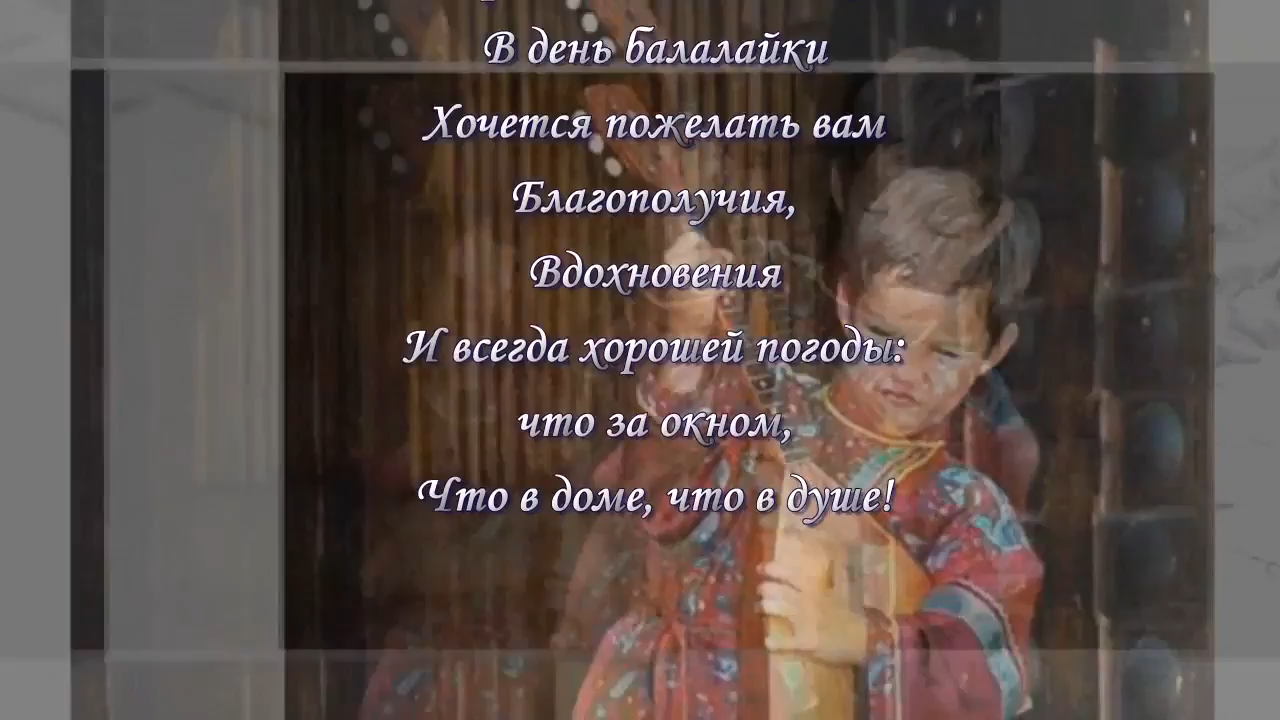 В день балалайки
Хочется пожелать вам
Благополучия,
Вдохновения
И всегда хорошей погоды:
что за окном,
Что в доме, что в душе!